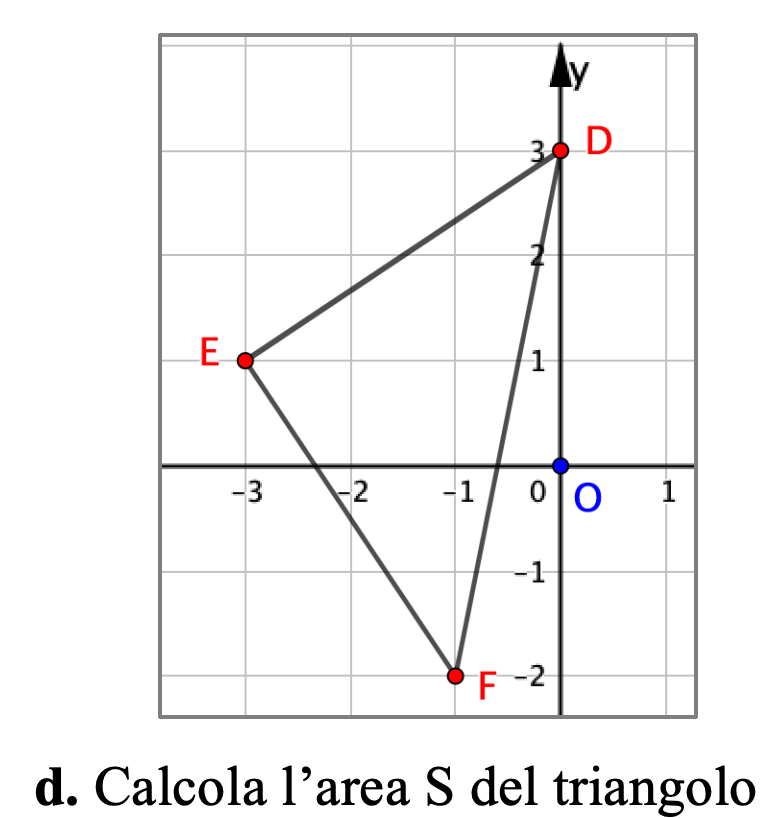 y
3 D
2
E 1
-3 -2 -1 0 O 1
-1
F -2
d. Calcola l’area S del triangolo